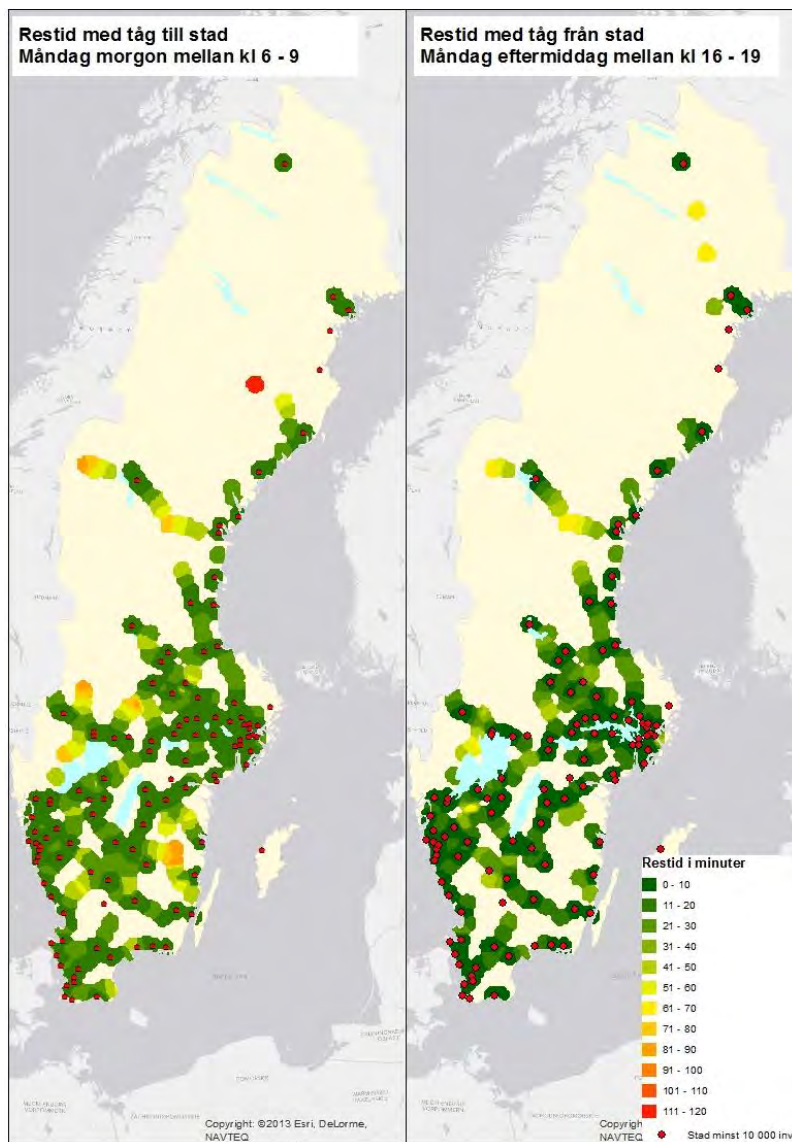 Restid med tåg till stad
Måndag morgon mellan kl 6 - 9
Copyright: ©2013 Esri, DeLorme,
NAVTEQ
Restid med tåg från stad
Måndag eftermiddag mellan kl 16 - 19
Restid i minuter
0 - 10
11 - 20
21 - 30
31 - 40
41 - 50
51 - 60
61 - 70
71 - 80
81 - 90
91 - 100
101 - 110
111 - 120
Stad minst 10 000 inv
Copyrigh
NAVTEQ